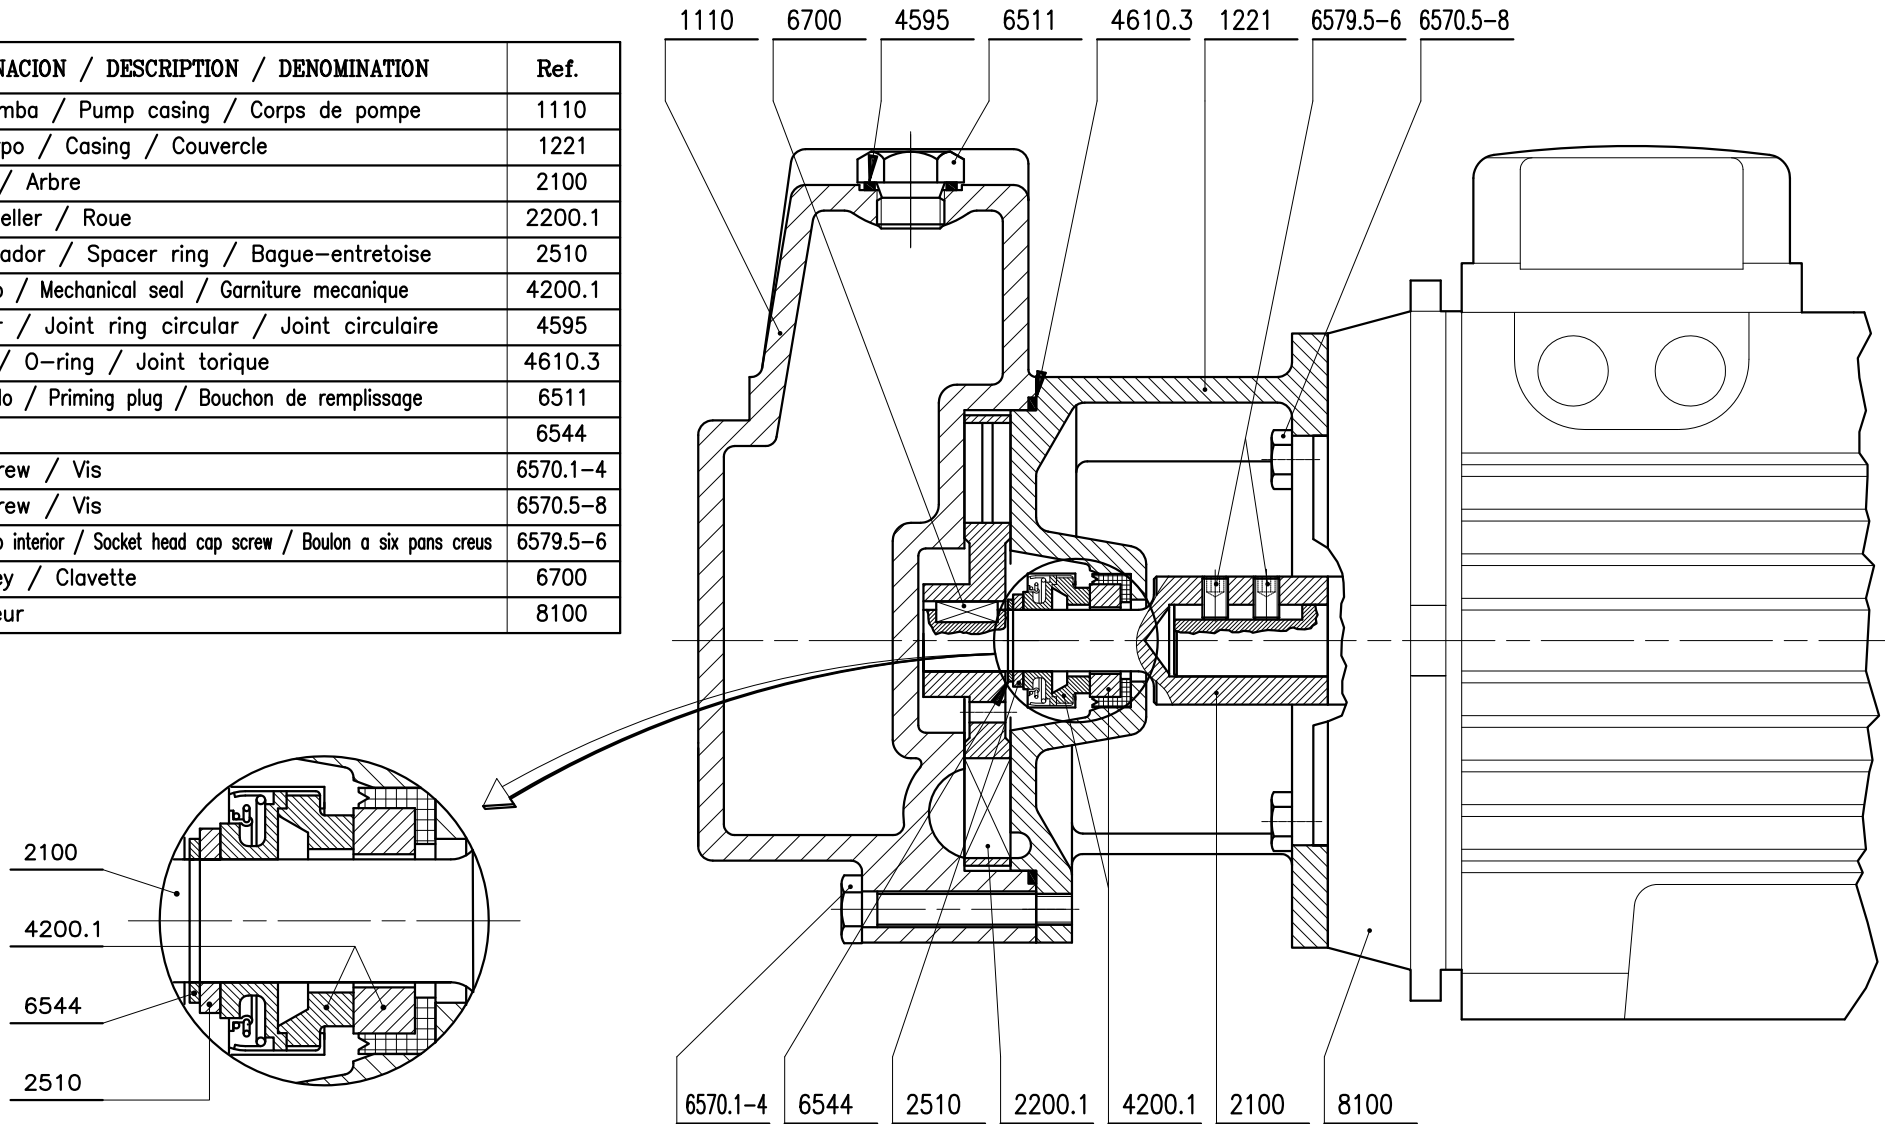 1110 6700 4595 6511 4610.3 1221 6579.5-6 6570.5-8
NACION / DESCRIPTION / DENOMINATION Ref.
mba / Pump casing / Corps de pompe 1110
rpo / Casing / Couvercle 1221
/ Arbre 2100
eller / Roue 2200.1
ador / Spacer ring / Bague-entretoise 2510
o / Mechanical seal / Garniture mecanique 4200.1
r / Joint ring circular / Joint circulaire 4595
/ O-ring / Joint torique 4610.3
do / Priming plug / Bouchon de remplissage 6511
6544
rew / Vis 6570.1-4
rew / Vis 6570.5-8
o interior / Socket head cap screw / Boulon a six pans creus 6579.5-6
ey / Clavette 6700
eur 8100
2100
4200.1
6544
2510
6570.1-4 6544 2510 2200.1 4200.1 2100 8100